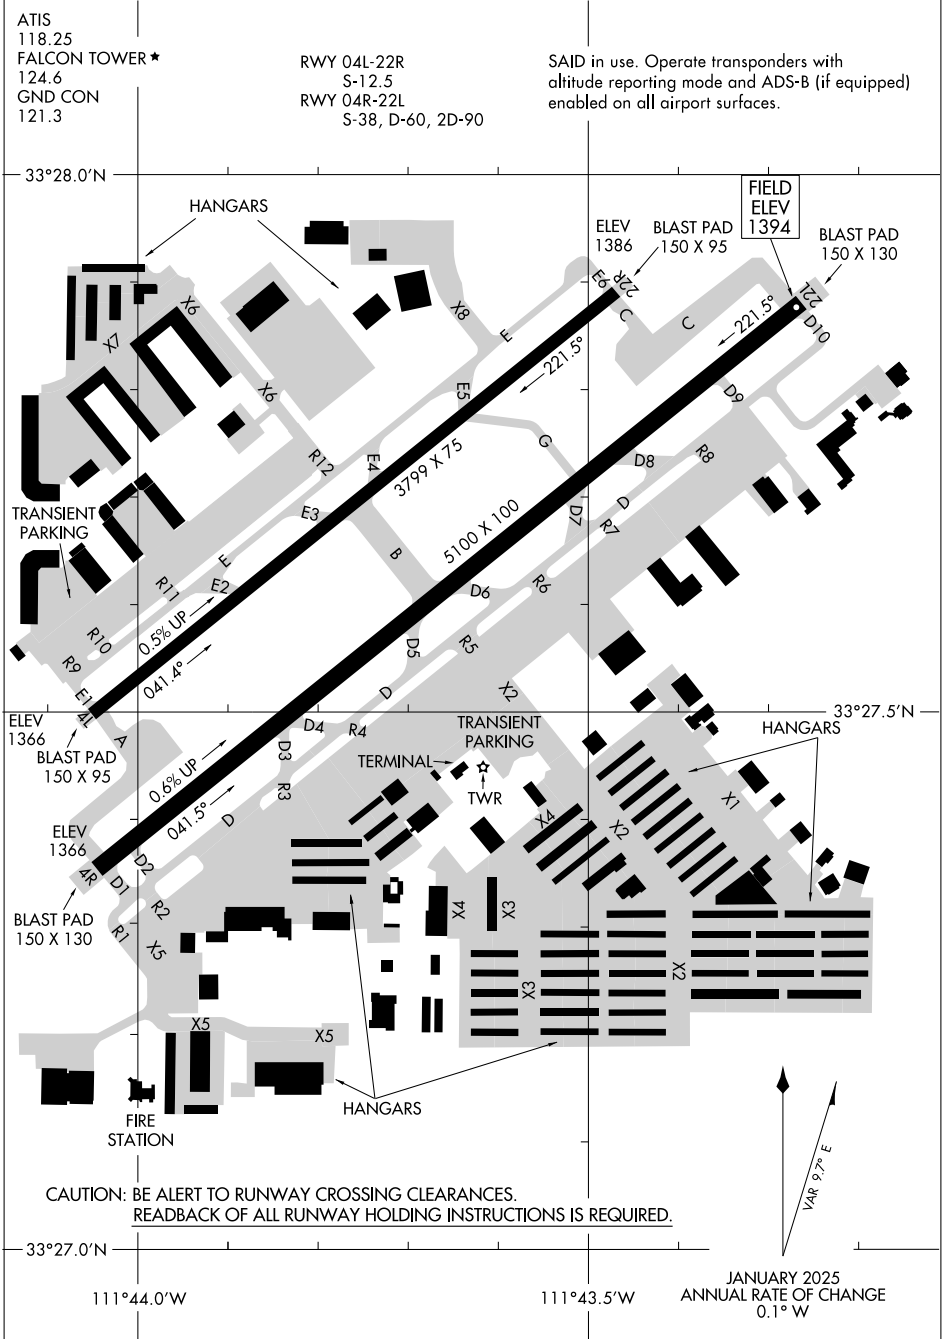 ATIS
118.25
FALCON TOWER★
124.6
GND CON
121.3
RWY 04L-22R
S-12.5
RWY 04R-22L
S-38, D-60, 2D-90
SAID in use. Operate transponders with
altitude reporting mode and ADS-B (if equipped)
enabled on all airport surfaces.
33°28.0'N
HANGARS
FIELD
ELEV
1394
ELEV
1386
BLAST PAD
150 X 95
BLAST PAD
150 X 130
E6
22R
22L
D10
X6
X8
X7
E
C
C
221.5°
221.5°
X6
E5
D9
G
R12
E4
3799 X 75
D8
R8
TRANSIENT
PARKING
E3
D7
D
R7
5100 X 100
B
E
R11
E2
D6
R6
R10
0.5% UP
D5
R5
R9
041.4°
D
X2
E1
4L
ELEV
1366
A
BLAST PAD
150 X 95
D4
R4
TRANSIENT
PARKING
33°27.5'N
HANGARS
D3
TERMINAL
TWR
0.6% UP
R3
041.5°
D
X4
X2
X1
ELEV
1366
D2
4R
D1
R2
R1
X5
BLAST PAD
150 X 130
X4
X3
X3
X2
X5
X5
HANGARS
FIRE
STATION
VAR 9.7° E
CAUTION: BE ALERT TO RUNWAY CROSSING CLEARANCES.
READBACK OF ALL RUNWAY HOLDING INSTRUCTIONS IS REQUIRED.
33°27.0'N
JANUARY 2025
ANNUAL RATE OF CHANGE
0.1° W
111°44.0'W
111°43.5'W